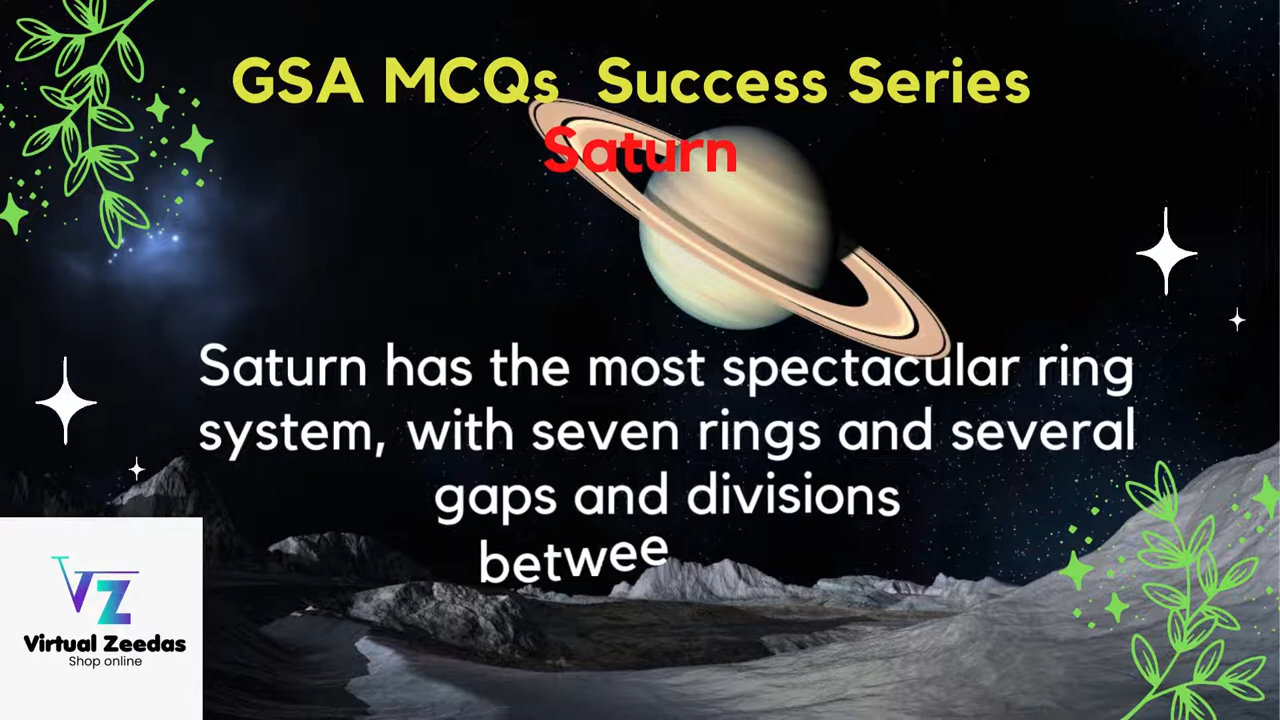 GSA MCQs Success Series
Saturn
Saturn has the most spectacular ring
system, with seven rings and several
gaps and divisions
betwee
VZ
Virtual Zeedas
Shop online